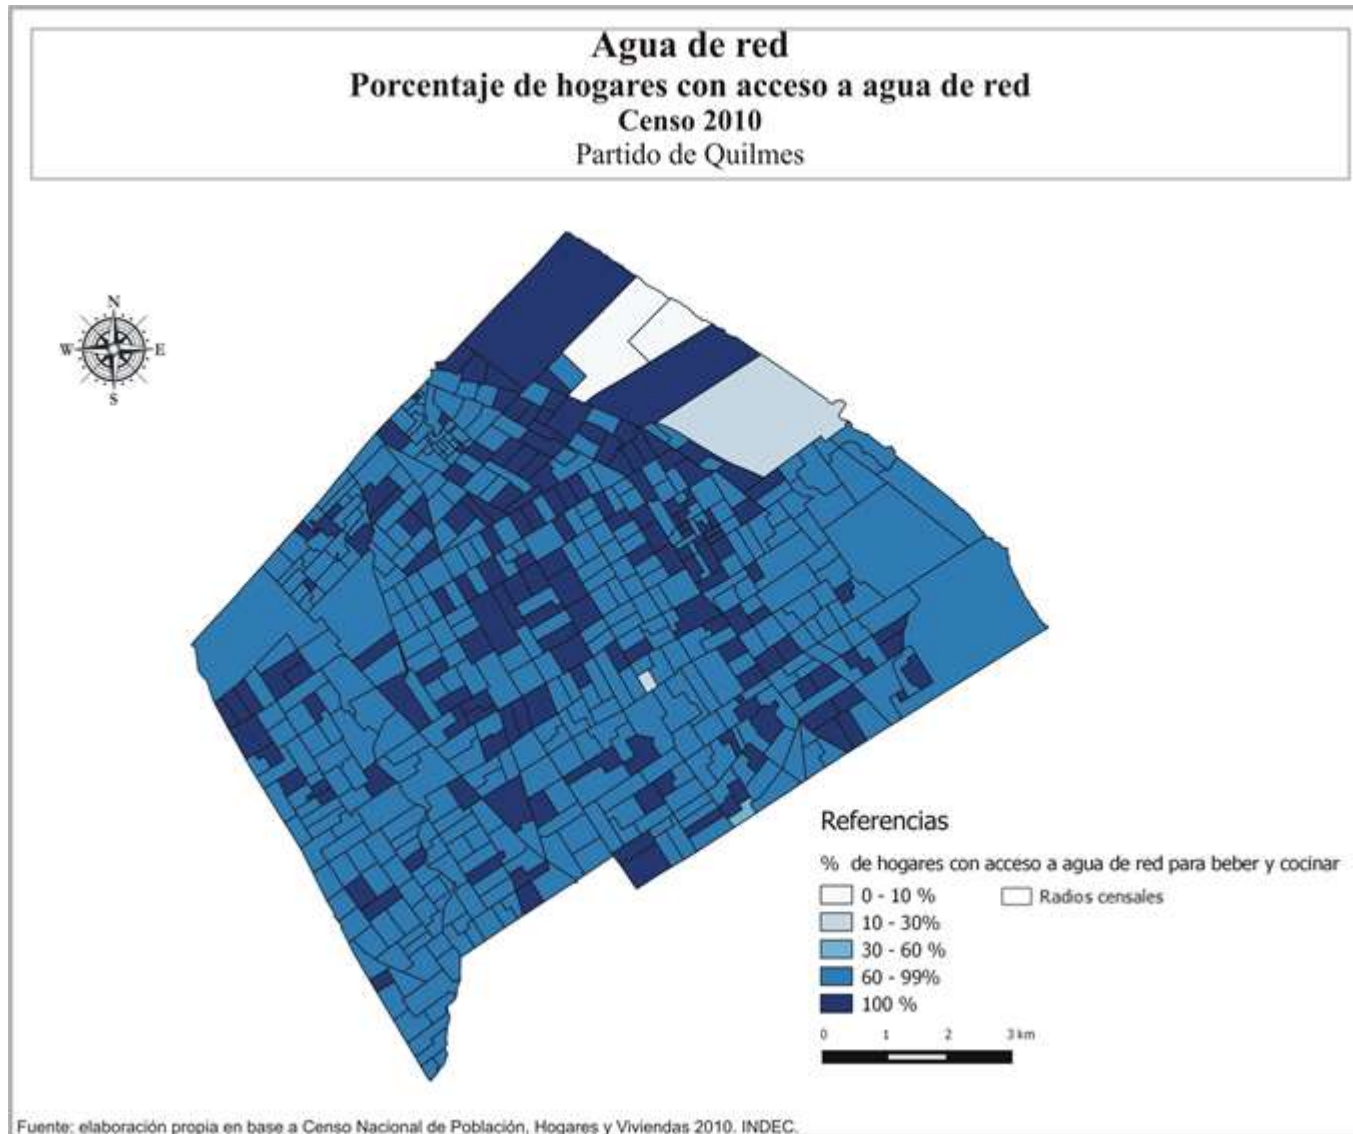 Agua de red
Porcentaje de hogares con acceso a agua de red
Censo 2010
Partido de Quilmes
N
W E
S
Referencias
% de hogares con acceso a agua de red para beber y cocinar
0 - 10 % Radios censales
10 - 30%
30 - 60 %
60 - 99%
100 %
0 1 2 3 km
Fuente: elaboración propia en base a Censo Nacional de Población, Hogares y Viviendas 2010. INDEC.